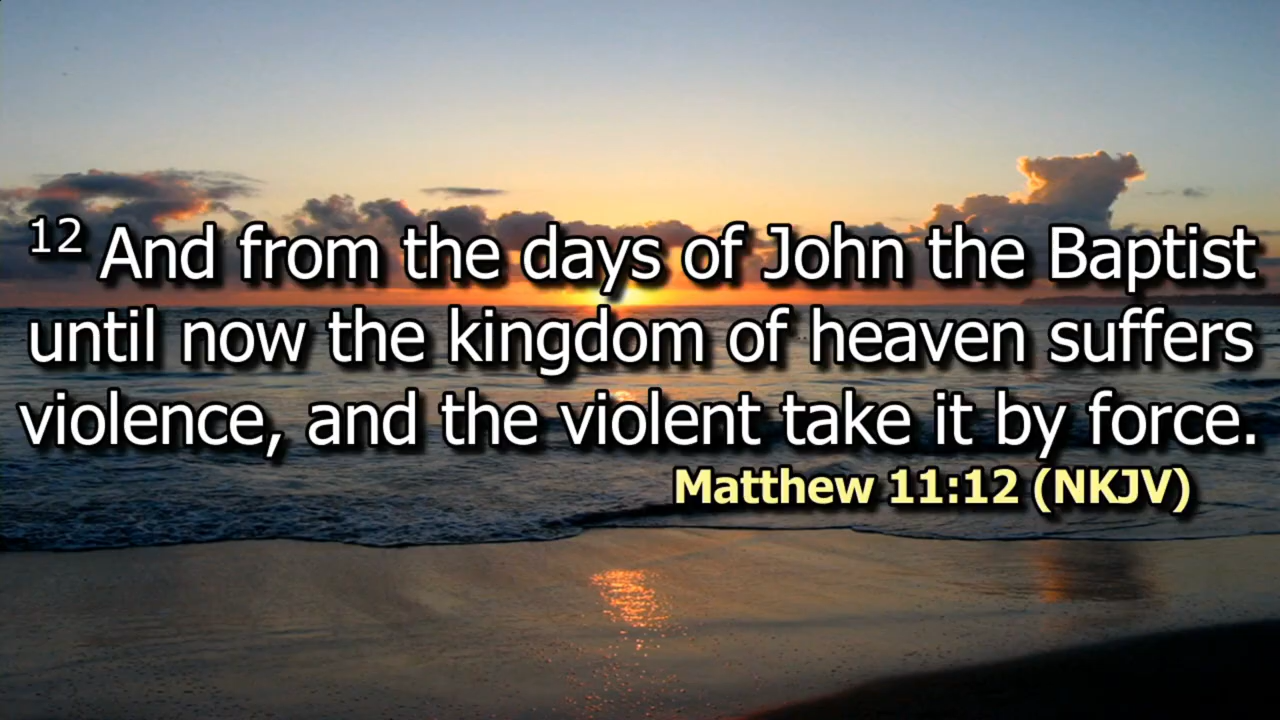 12 And from the days of John the Baptist
until now the kingdom of heaven suffers
violence, and the violent take it by force.
Matthew 11:12 (NKJV)